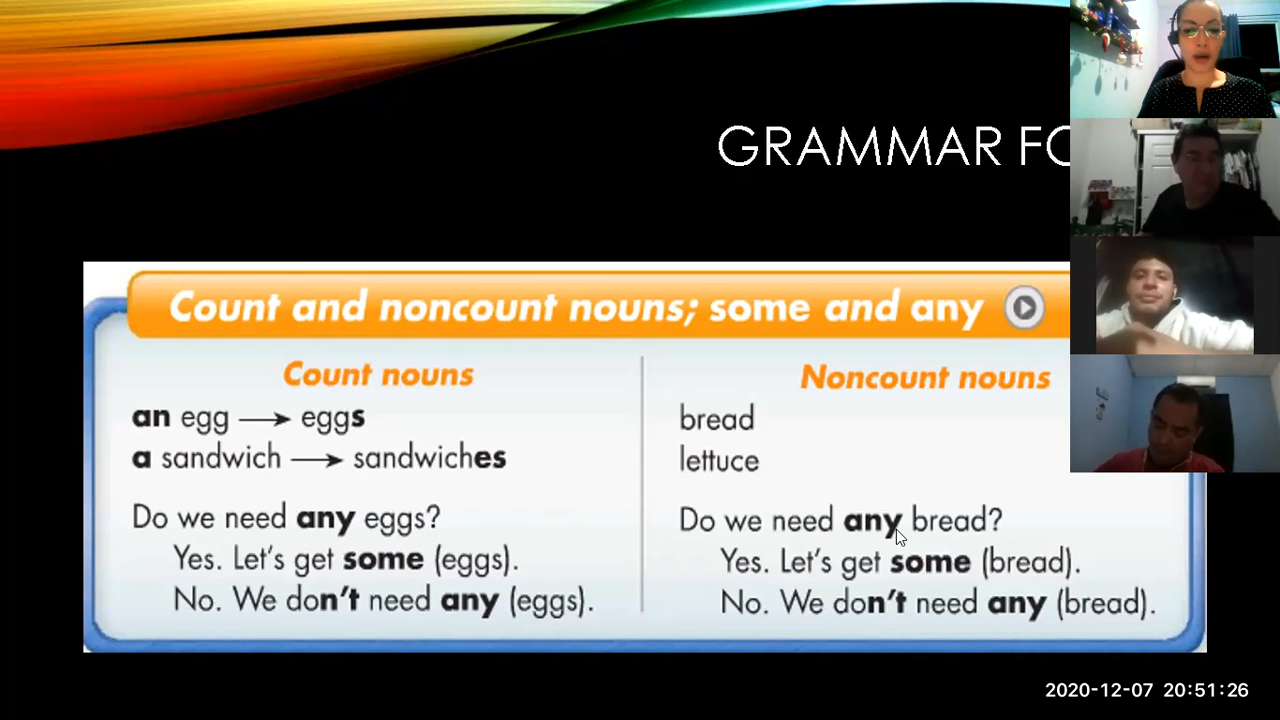 GRAMMAR
Count and noncount nouns; some and any
Count nouns
an egg → eggs
a sandwich → sandwiches
Do we need any eggs?
Yes. Let's get some (eggs).
No. We don't need any (eggs).
Noncount nouns
bread
lettuce
Do we need any bread?
Yes. Let's get some (bread).
No. We don't need any (bread).
2020-12-07 20:51:26